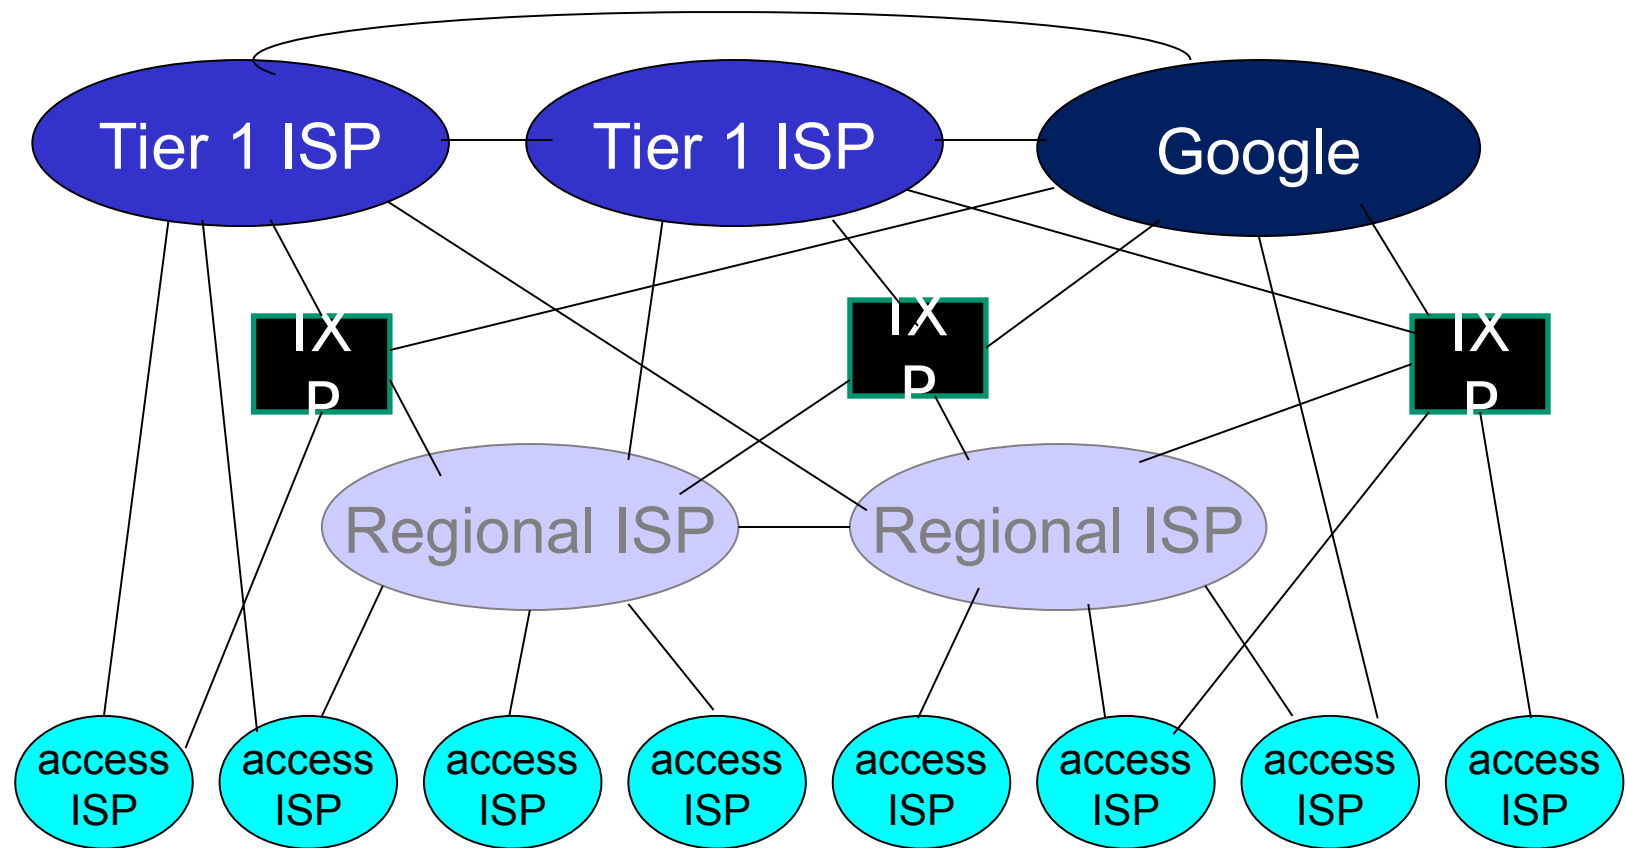 Tier 1 ISP
Tier 1 ISP
Google
IX
P
IX
P
IX
P
Regional ISP
Regional ISP
access
ISP
access
ISP
access
ISP
access
ISP
access
ISP
access
ISP
access
ISP
access
ISP